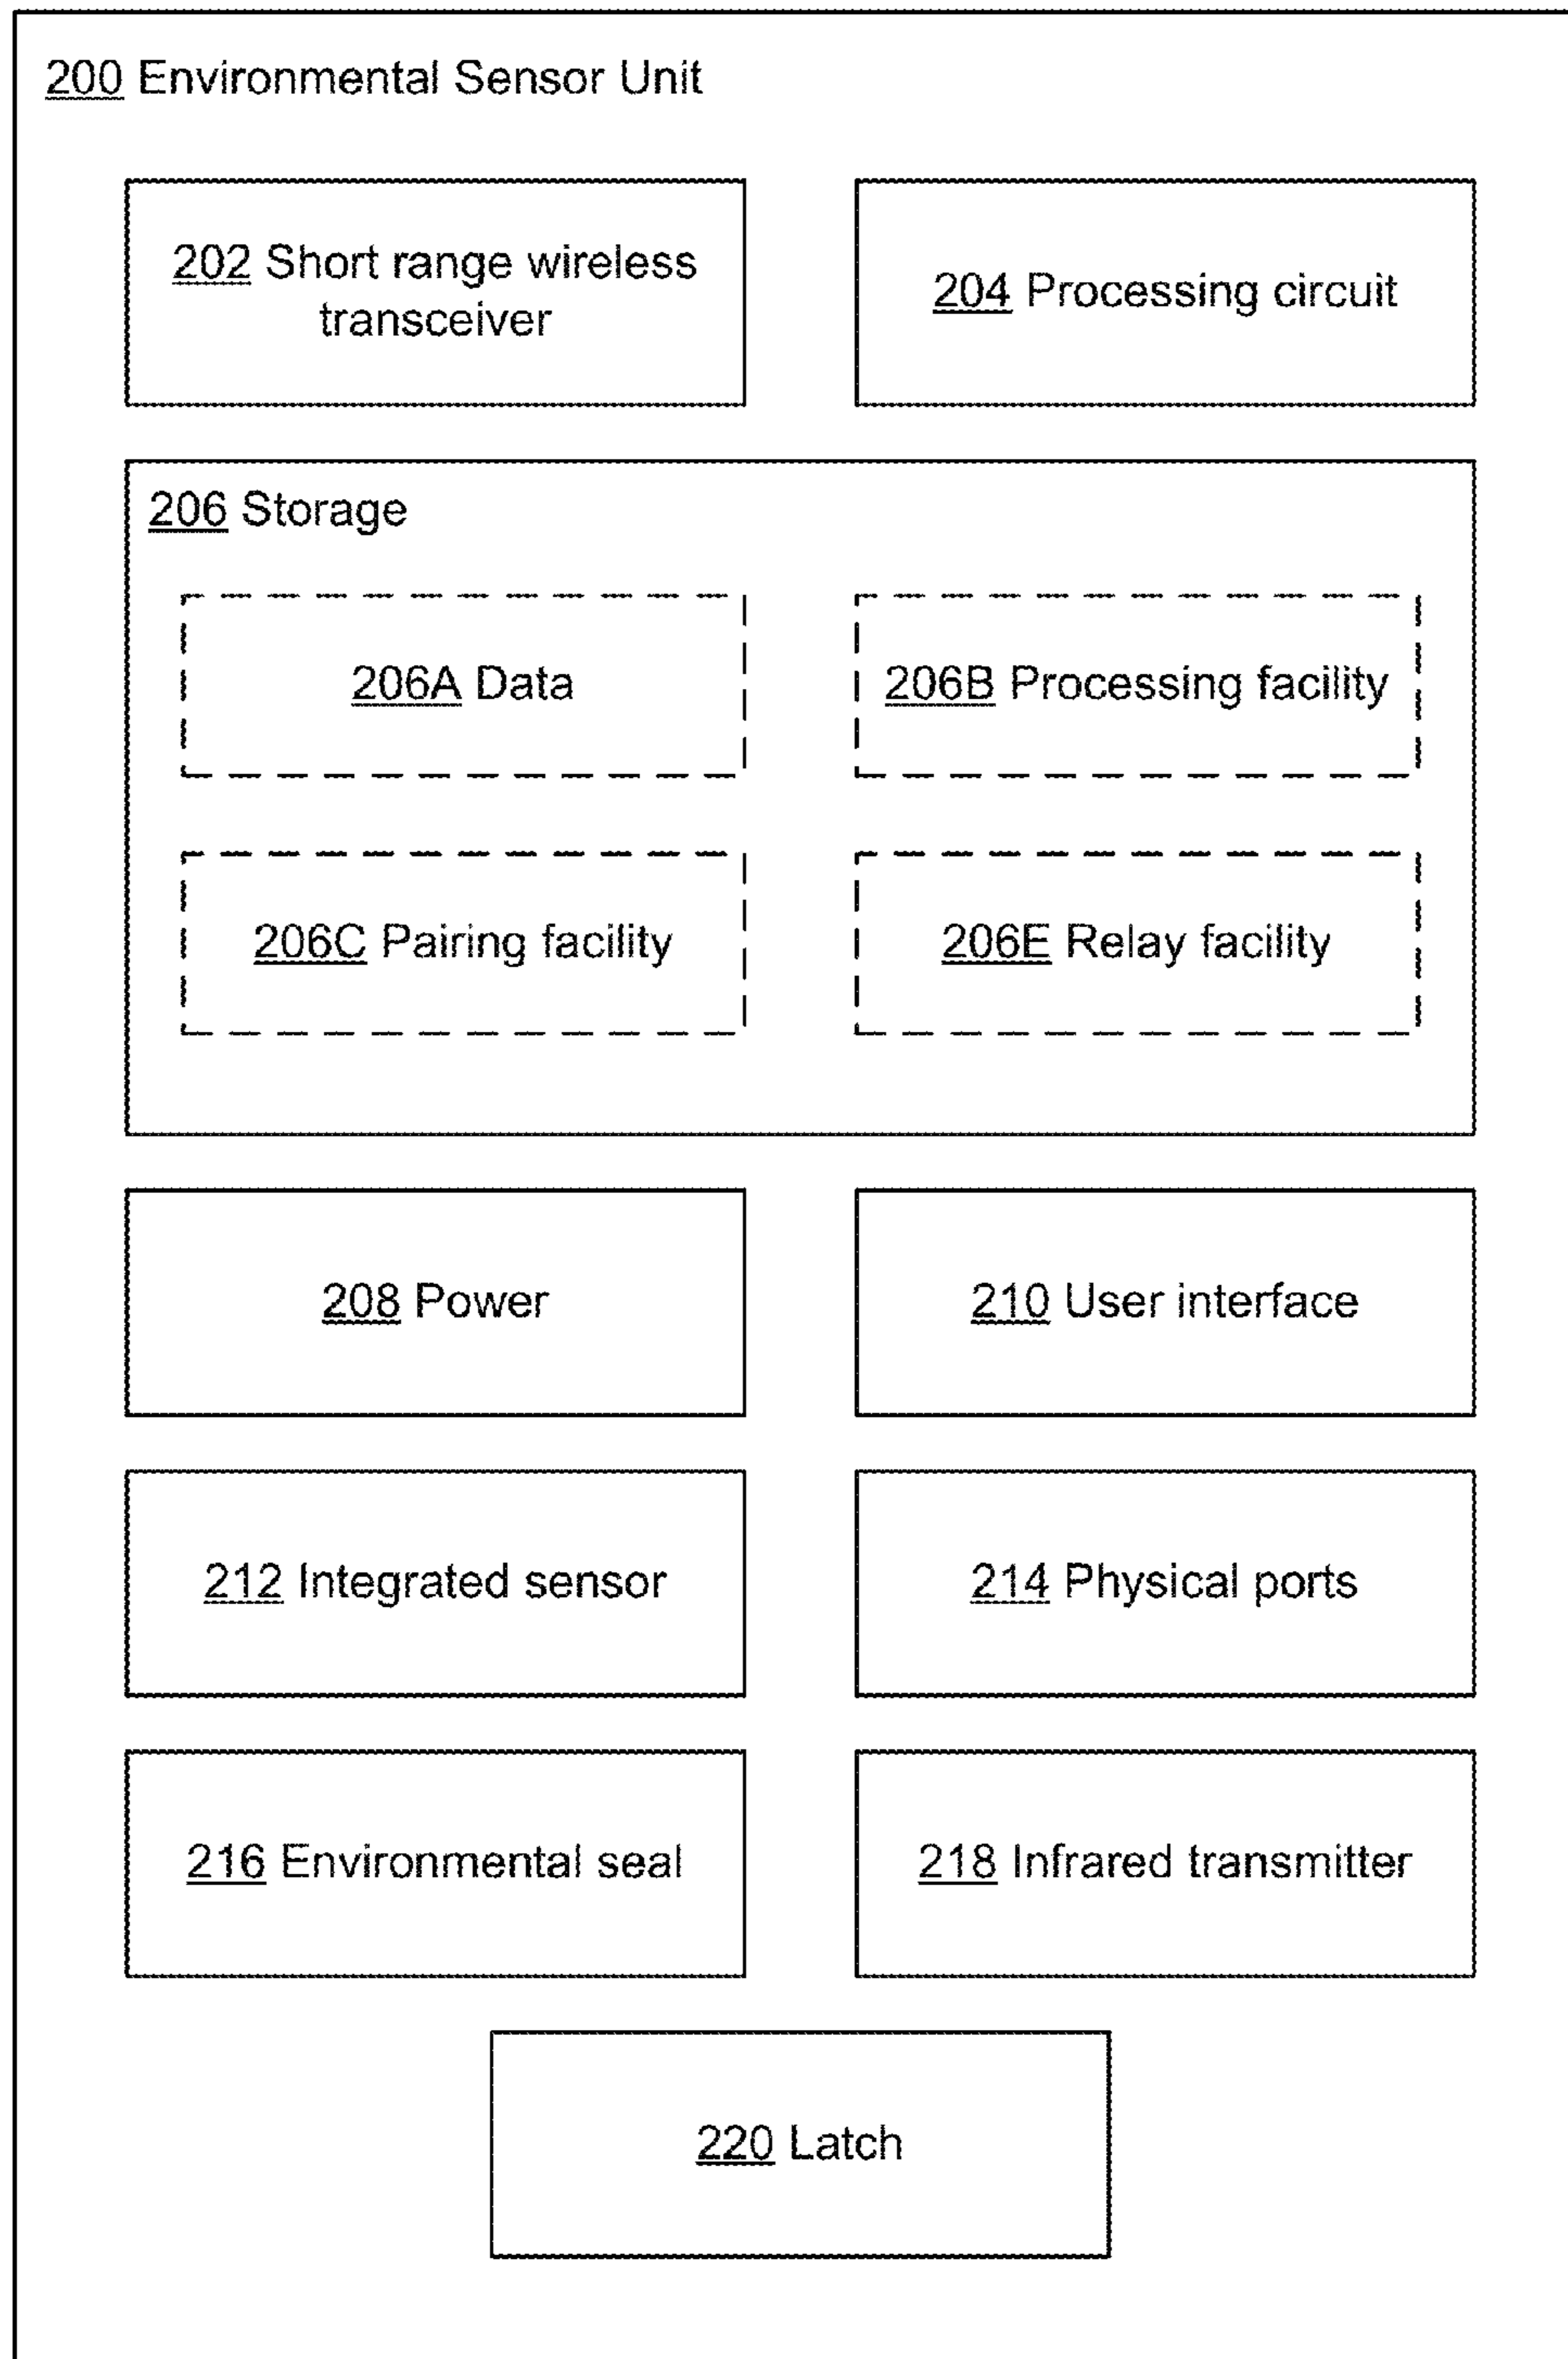 200 Environmental Sensor Unit
202 Short range wireless
transceiver
204 Processing circuit
206 Storage
206A Data
206B Processing facility
206C Pairing facility
206E Relay facility
208 Power
210 User interface
212 Integrated sensor
214 Physical ports
216 Environmental seal
218 Infrared transmitter
220 Latch